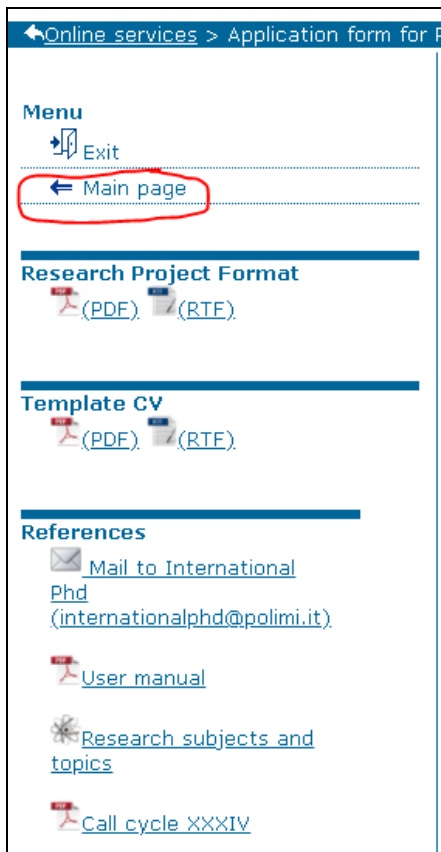 Online services > Application form for
Menu
Exit
Main page
Research Project Format
(PDF) (RTF)
Template CV
(PDF) (RTF)
References
Mail to International
Phd
(internationalphd@polimi.it)
User manual
Research subjects and
topics
Call cycle XXXIV